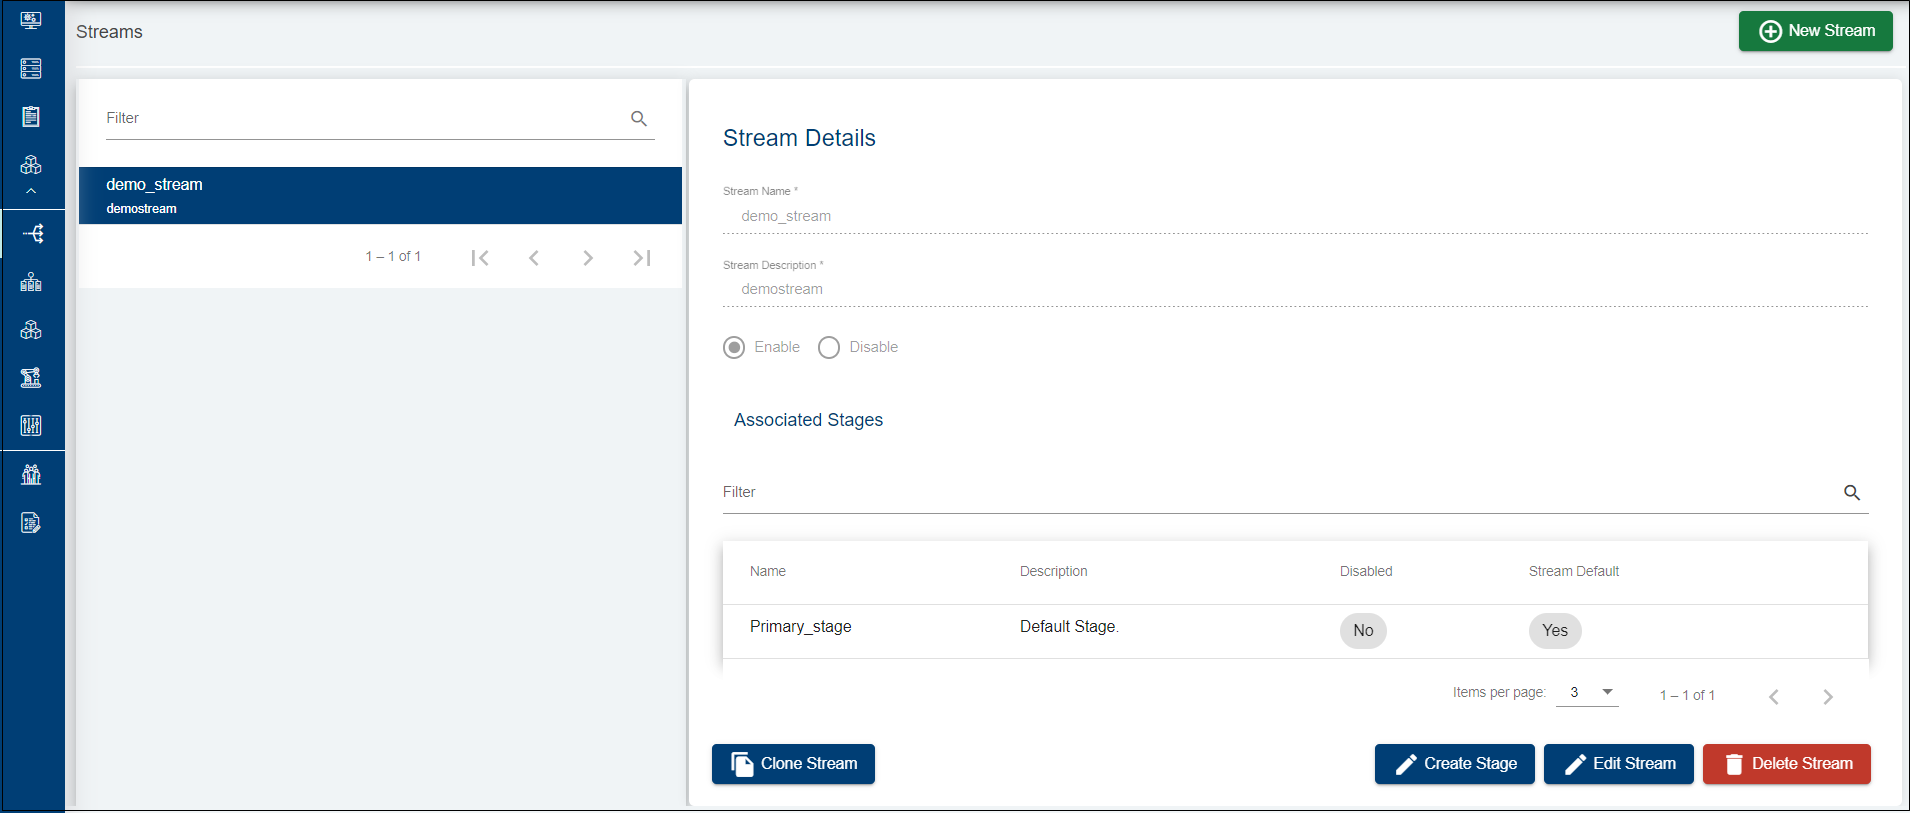 Streams
New Stream
Filter
demo_stream
demostream
1 – 1 of 1
Stream Details
Stream Name *
demo_stream
Stream Description *
demostream
Enable Disable
Associated Stages
Filter
Name Description Disabled Stream Default
Primary_stage Default Stage. No Yes
Items per page: 3 1 – 1 of 1
Clone Stream Create Stage Edit Stream Delete Stream